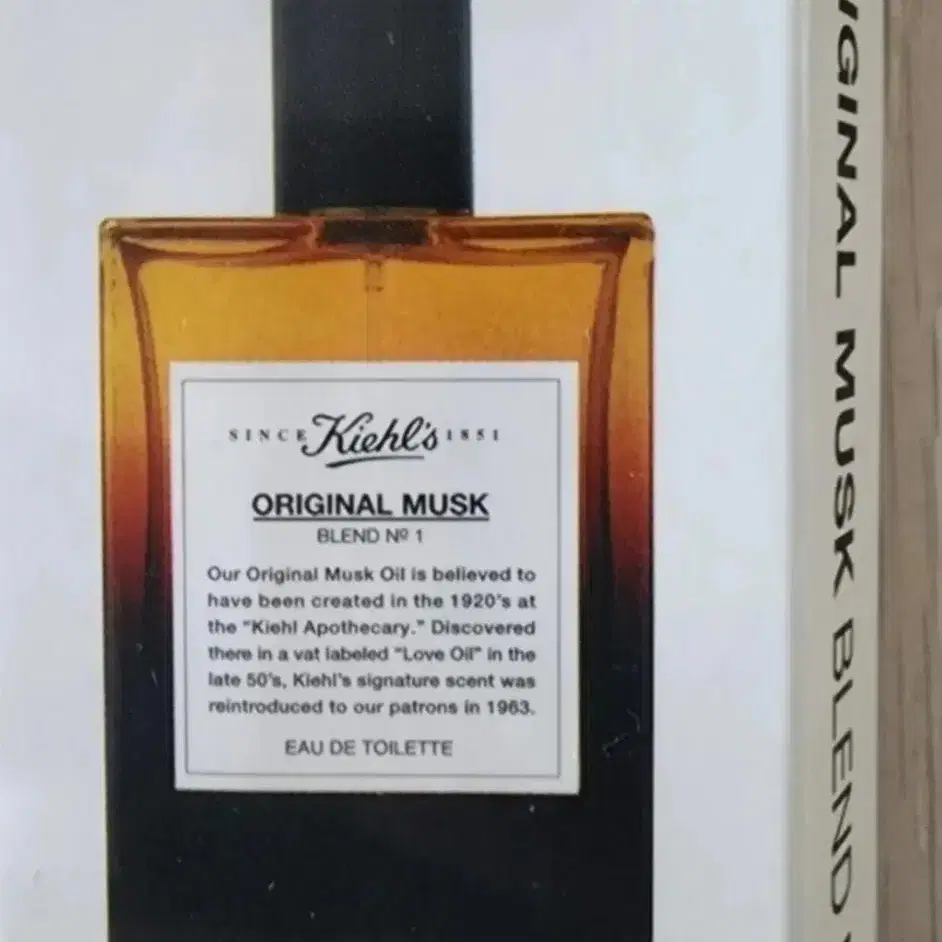 SINCE Kiehl's 1851
ORIGINAL MUSK
BLEND Nº 1
Our Original Musk Oil is believed to
have been created in the 1920's at
the "Kiehl Apothecary." Discovered
there in a vat labeled "Love Oil" in the
late 50's, Kiehl's signature scent was
reintroduced to our patrons in 1963.
EAU DE TOILETTE
IGINAL MUSK BLEND